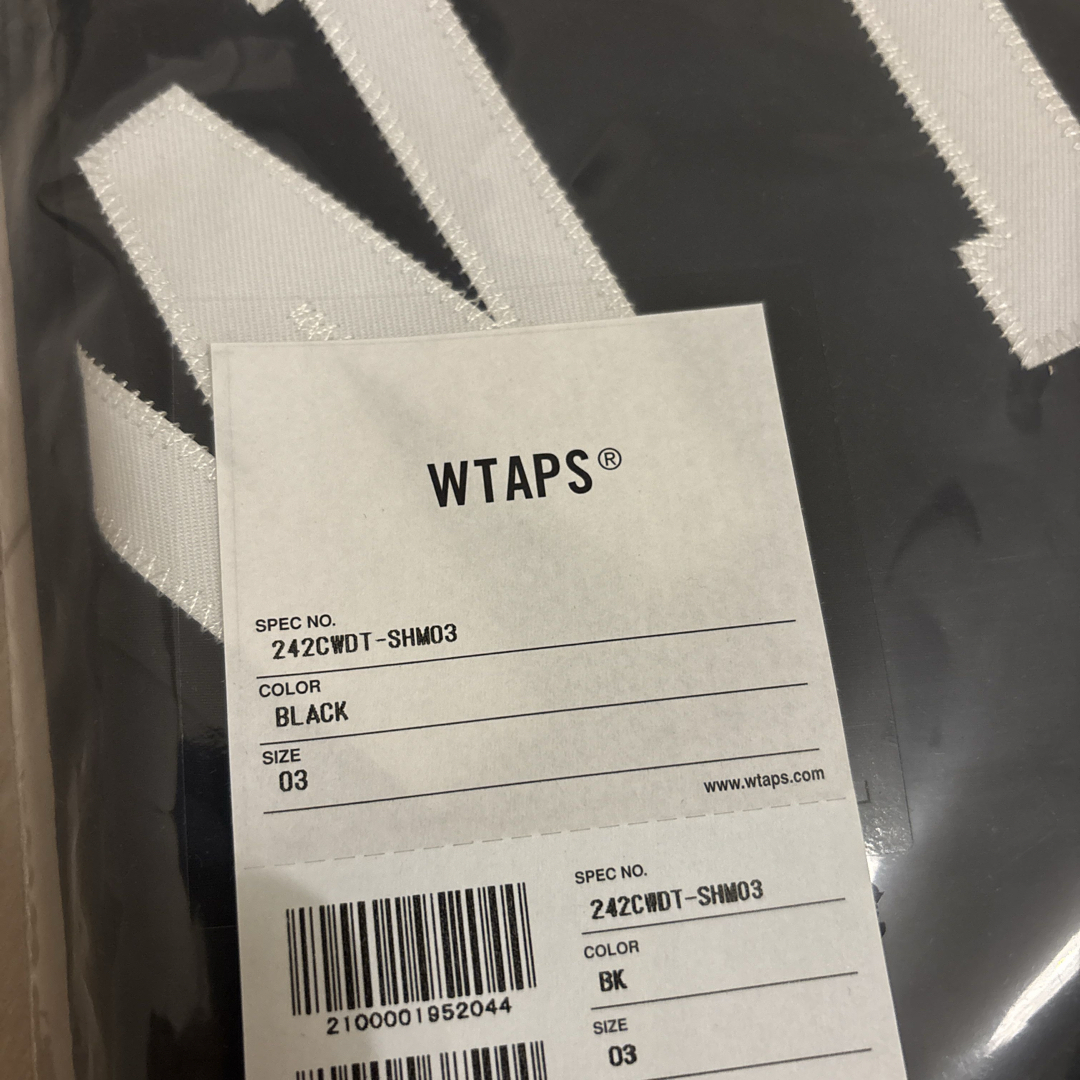 WTAPS®
SPEC NO.
242CWDT-SHM03
COLOR
BLACK
SIZE
03
www.wtaps.com
SPEC NO.
242CWDT-SHM03
COLOR
BK
SIZE
03
2100001952044